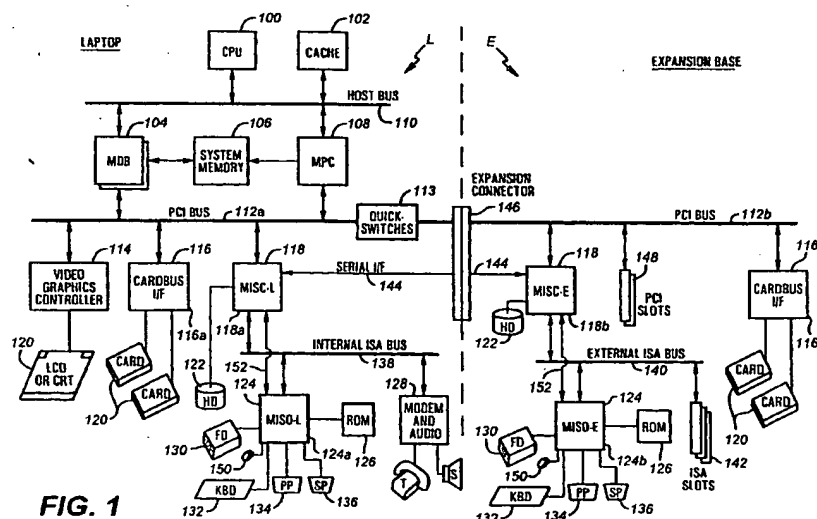 100
102
L
E
LAPTOP
CPU
CACHE
EXPANSION BASE
HOST BUS
110
104
106
108
MDB
SYSTEM
MEMORY
MPC
113
EXPANSION
CONNECTOR
146
PCI BUS
112a
QUICK-
SWITCHES
PCI BUS
112b
114
116
118
118
148
116
VIDEO
GRAPHICS
CONTROLLER
CARDBUS
I/F
116a
MISC-L
118a
SERIAL I/F
144
144
MISC-E
118b
PCI
SLOTS
CARDBUS
I/F
116
120
LCD
OR CRT
CARD
CARD
120
122
HD
INTERNAL ISA BUS
138
152
124
128
HD
122
EXTERNAL ISA BUS
140
152
124
CARD
CARD
120
FD
130
150
MISO-L
124a
ROM
126
MODEM
AND
AUDIO
T
S
FD
130
150
MISO-E
124b
ROM
126
142
ISA
SLOTS
KBD
132
PP
134
SP
136
KBD
132
PP
134
SP
136
FIG. 1